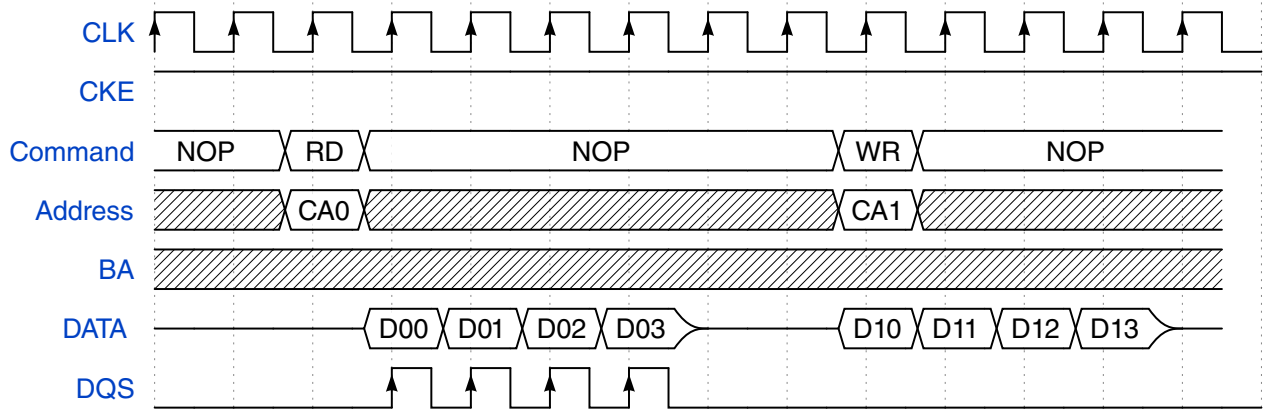 CLK
CKE
Command NOP RD NOP WR NOP
Address CA0 CA1
BA
DATA D00 D01 D02 D03 D10 D11 D12 D13
DQS